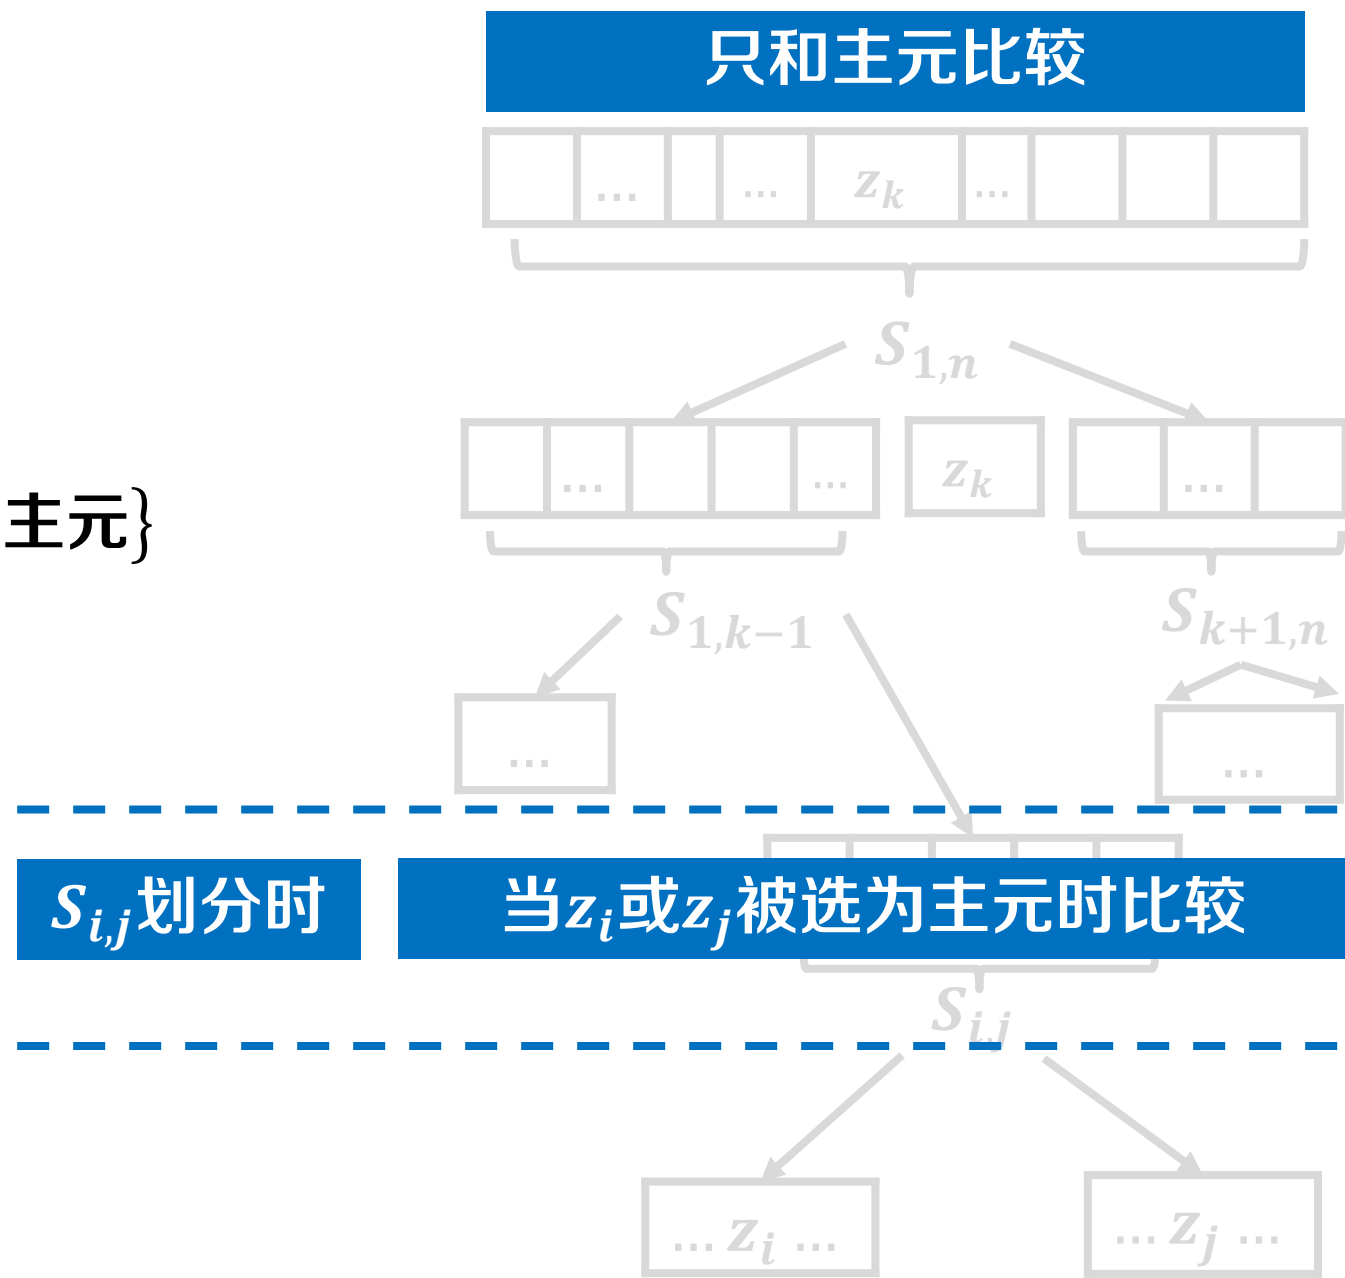 只和主元比较
... ... z_k ...
S_{1,n}
... ... z_k ...
主元}
S_{1,k-1} S_{k+1,n}
... ...
S_{i,j}划分时 当z_i或z_j被选为主元时比较
S_{i,j}
... z_i ... ... z_j ...